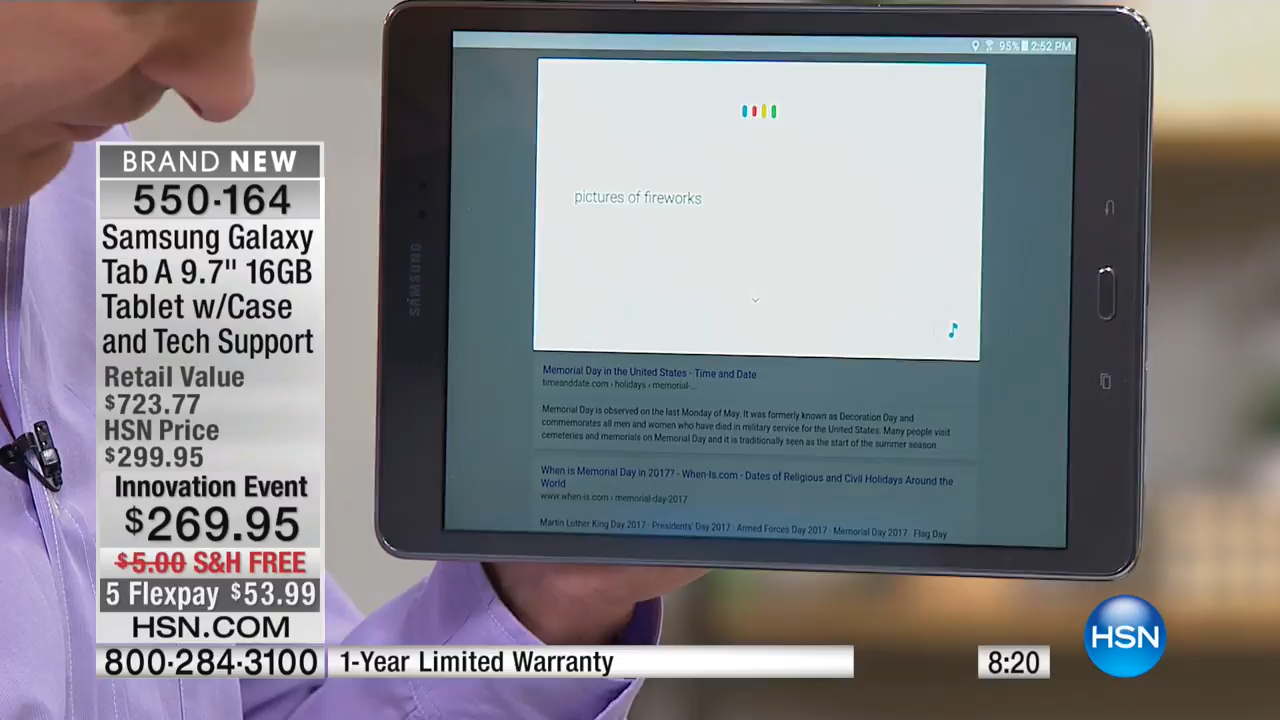 BRAND NEW
550-164
Samsung Galaxy
Tab A 9.7" 16GB
Tablet w/Case
and Tech Support
Retail Value
$723.77
HSN Price
$299.95
Innovation Event
$269.95
$5.00 S&H FREE
5 Flexpay $53.99
HSN.COM
800-284-3100
1-Year Limited Warranty
8:20
HSN
SAMSUNG
95% 2:52 PM
pictures of fireworks
Memorial Day in the United States - Time and Date
timeanddate.com › holidays › memorial-...
Memorial Day is observed on the last Monday of May. It was formerly known as Decoration Day and
commemorates all men and women who have died in military service for the United States. Many people visit
cemeteries and memorials on Memorial Day and it is traditionally seen as the start of the summer season.
When is Memorial Day in 2017? - When-Is.com - Dates of Religious and Civil Holidays Around the
World
www.when-is.com › memorial-day-2017
Martin Luther King Day 2017 · Presidents' Day 2017 · Armed Forces Day 2017 · Memorial Day 2017 · Flag Day